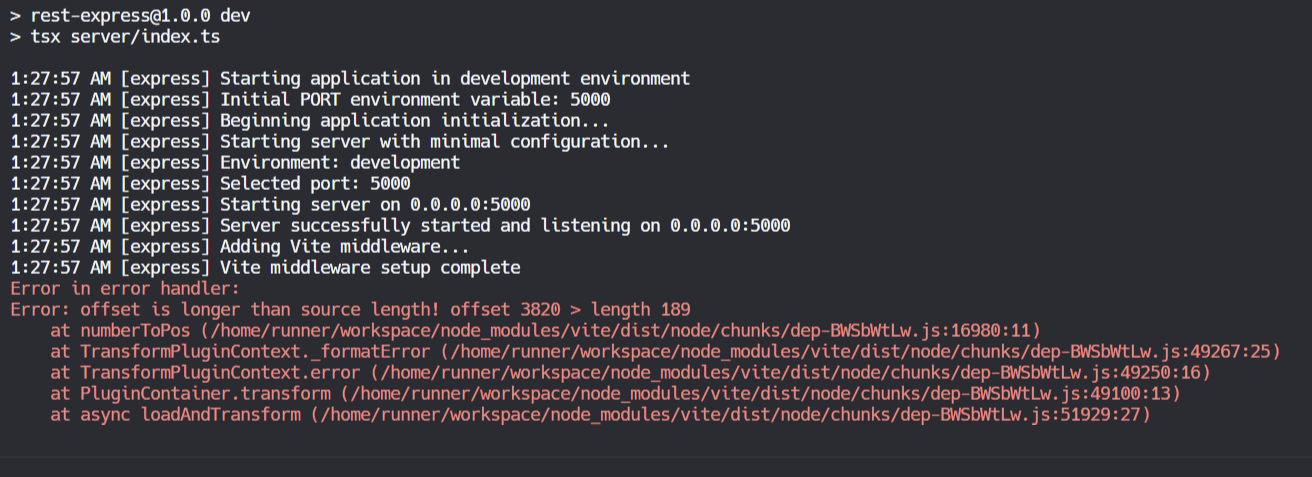 > rest-express@1.0.0 dev
> tsx server/index.ts
1:27:57 AM [express] Starting application in development environment
1:27:57 AM [express] Initial PORT environment variable: 5000
1:27:57 AM [express] Beginning application initialization...
1:27:57 AM [express] Starting server with minimal configuration...
1:27:57 AM [express] Environment: development
1:27:57 AM [express] Selected port: 5000
1:27:57 AM [express] Starting server on 0.0.0.0:5000
1:27:57 AM [express] Server successfully started and listening on 0.0.0.0:5000
1:27:57 AM [express] Adding Vite middleware...
1:27:57 AM [express] Vite middleware setup complete
Error in error handler:
Error: offset is longer than source length! offset 3820 > length 189
    at numberToPos (/home/runner/workspace/node_modules/vite/dist/node/chunks/dep-BWSbWtLw.js:16980:11)
    at TransformPluginContext._formatError (/home/runner/workspace/node_modules/vite/dist/node/chunks/dep-BWSbWtLw.js:49267:25)
    at TransformPluginContext.error (/home/runner/workspace/node_modules/vite/dist/node/chunks/dep-BWSbWtLw.js:49250:16)
    at PluginContainer.transform (/home/runner/workspace/node_modules/vite/dist/node/chunks/dep-BWSbWtLw.js:49100:13)
    at async loadAndTransform (/home/runner/workspace/node_modules/vite/dist/node/chunks/dep-BWSbWtLw.js:51929:27)